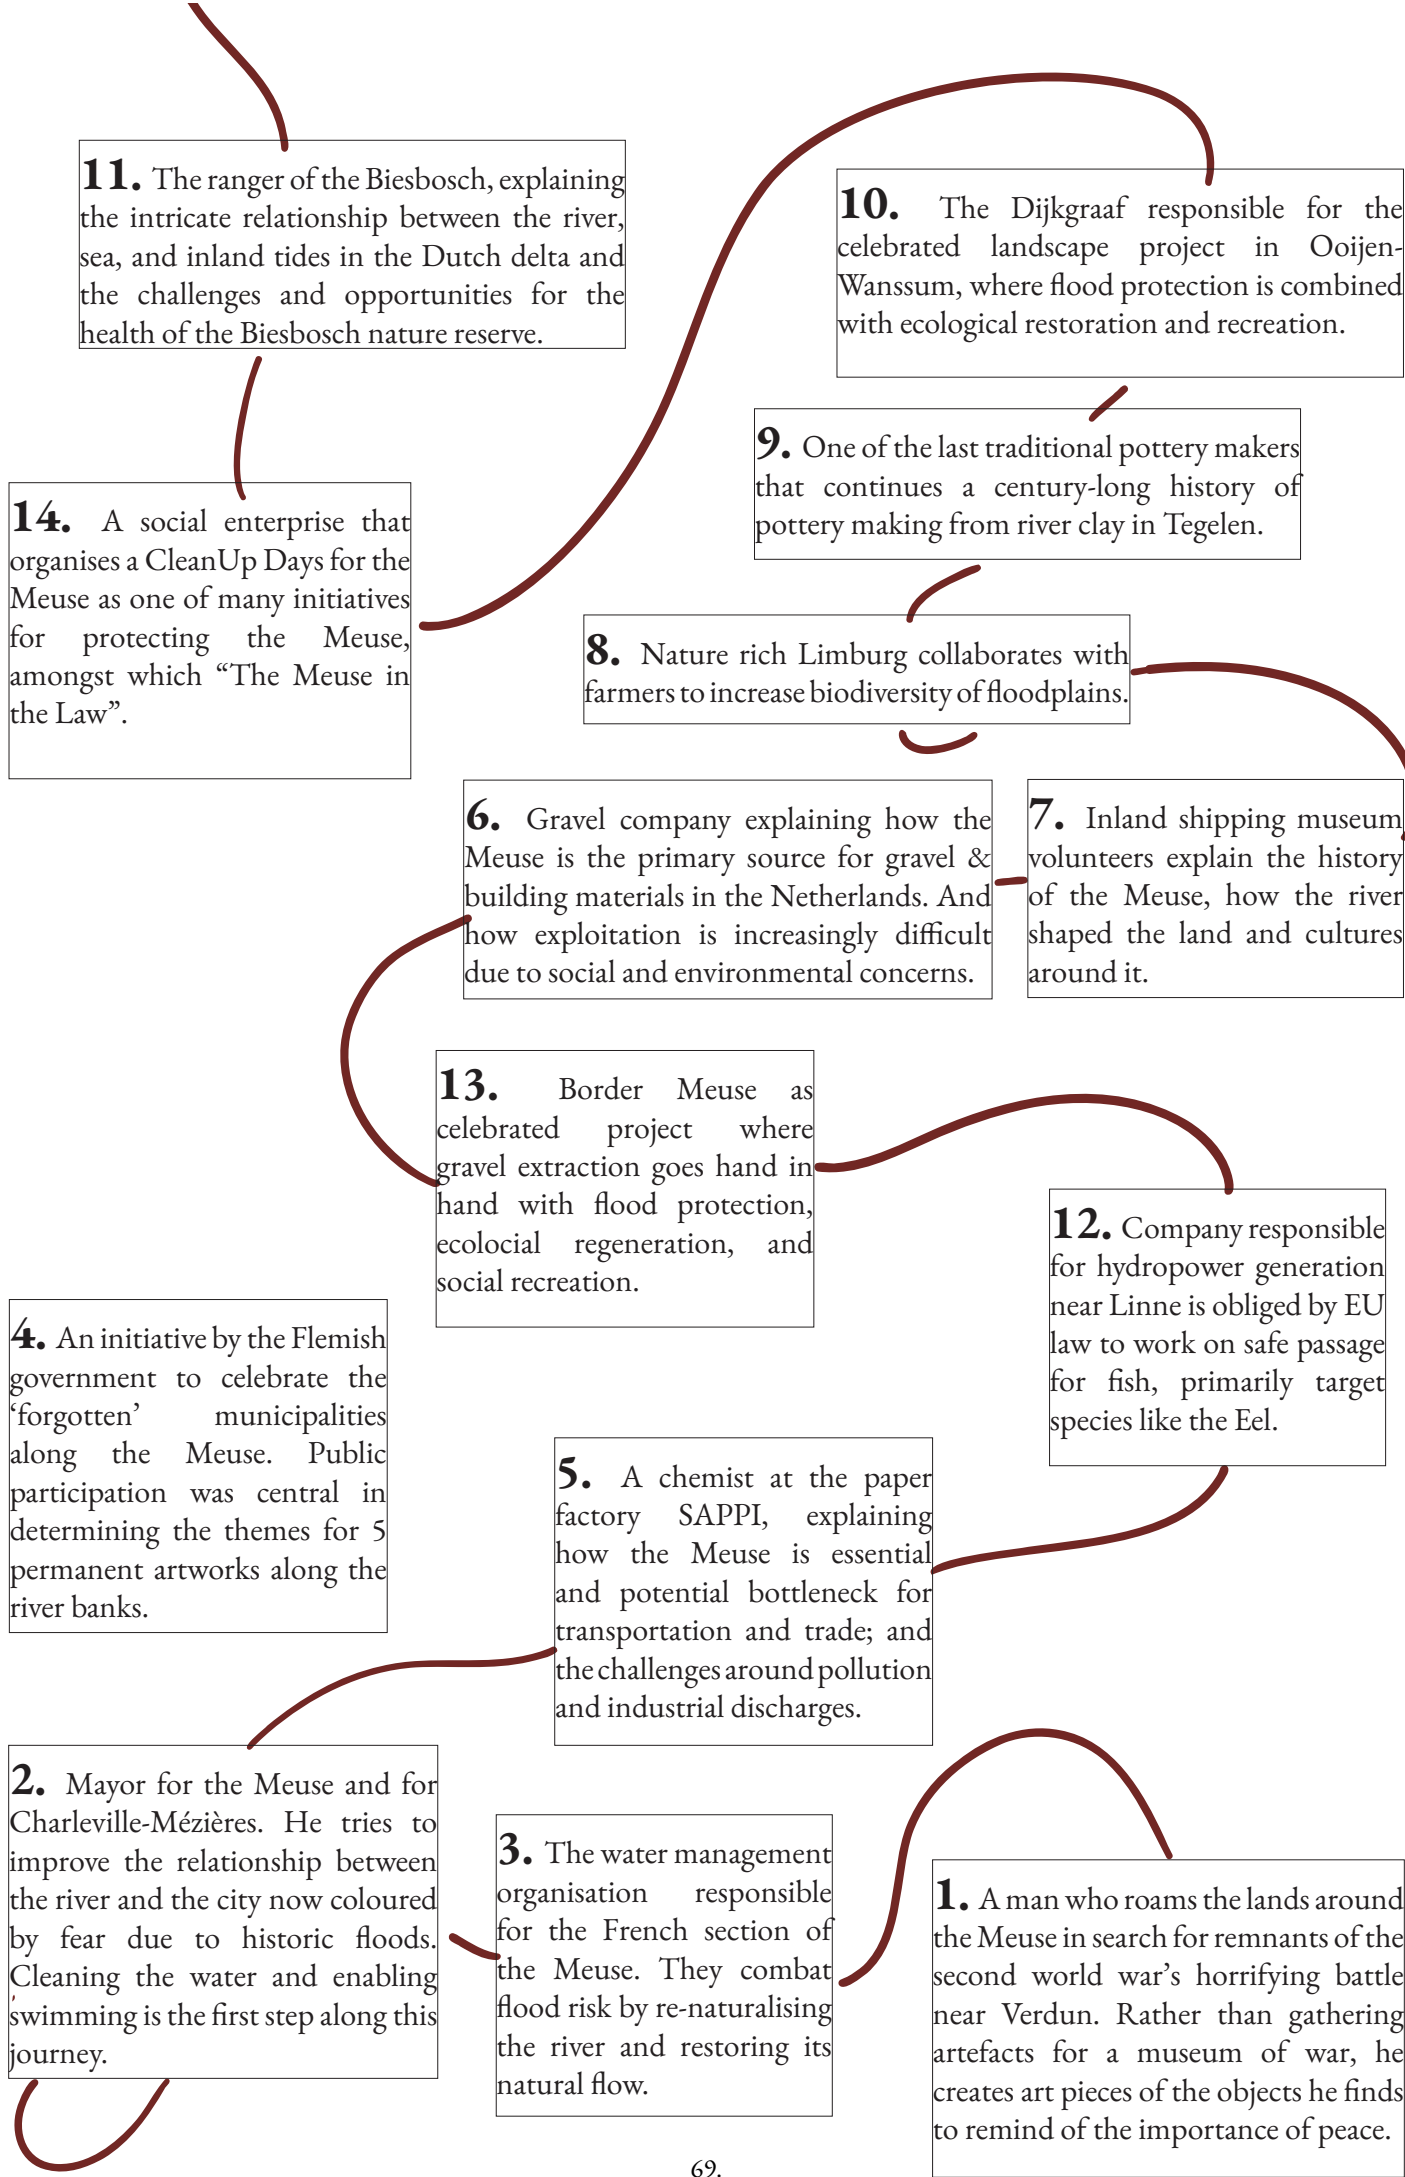 11. The ranger of the Biesbosch, explaining
the intricate relationship between the river,
sea, and inland tides in the Dutch delta and
the challenges and opportunities for the
health of the Biesbosch nature reserve.
10. The Dijkgraaf responsible for the
celebrated landscape project in Ooijen-
Wanssum, where flood protection is combined
with ecological restoration and recreation.
9. One of the last traditional pottery makers
that continues a century-long history of
pottery making from river clay in Tegelen.
14. A social enterprise that
organises a CleanUp Days for the
Meuse as one of many initiatives
for protecting the Meuse,
amongst which “The Meuse in
the Law”.
8. Nature rich Limburg collaborates with
farmers to increase biodiversity of floodplains.
6. Gravel company explaining how the
Meuse is the primary source for gravel &
building materials in the Netherlands. And
how exploitation is increasingly difficult
due to social and environmental concerns.
7. Inland shipping museum
volunteers explain the history
of the Meuse, how the river
shaped the land and cultures
around it.
13. Border Meuse as
celebrated project where
gravel extraction goes hand in
hand with flood protection,
ecolocial regeneration, and
social recreation.
12. Company responsible
for hydropower generation
near Linne is obliged by EU
law to work on safe passage
for fish, primarily target
species like the Eel.
4. An initiative by the Flemish
government to celebrate the
‘forgotten’ municipalities
along the Meuse. Public
participation was central in
determining the themes for 5
permanent artworks along the
river banks.
5. A chemist at the paper
factory SAPPI, explaining
how the Meuse is essential
and potential bottleneck for
transportation and trade; and
the challenges around pollution
and industrial discharges.
2. Mayor for the Meuse and for
Charleville-Mézières. He tries to
improve the relationship between
the river and the city now coloured
by fear due to historic floods.
Cleaning the water and enabling
swimming is the first step along this
journey.
3. The water management
organisation responsible
for the French section of
the Meuse. They combat
flood risk by re-naturalising
the river and restoring its
natural flow.
1. A man who roams the lands around
the Meuse in search for remnants of the
second world war’s horrifying battle
near Verdun. Rather than gathering
artefacts for a museum of war, he
creates art pieces of the objects he finds
to remind of the importance of peace.
69.